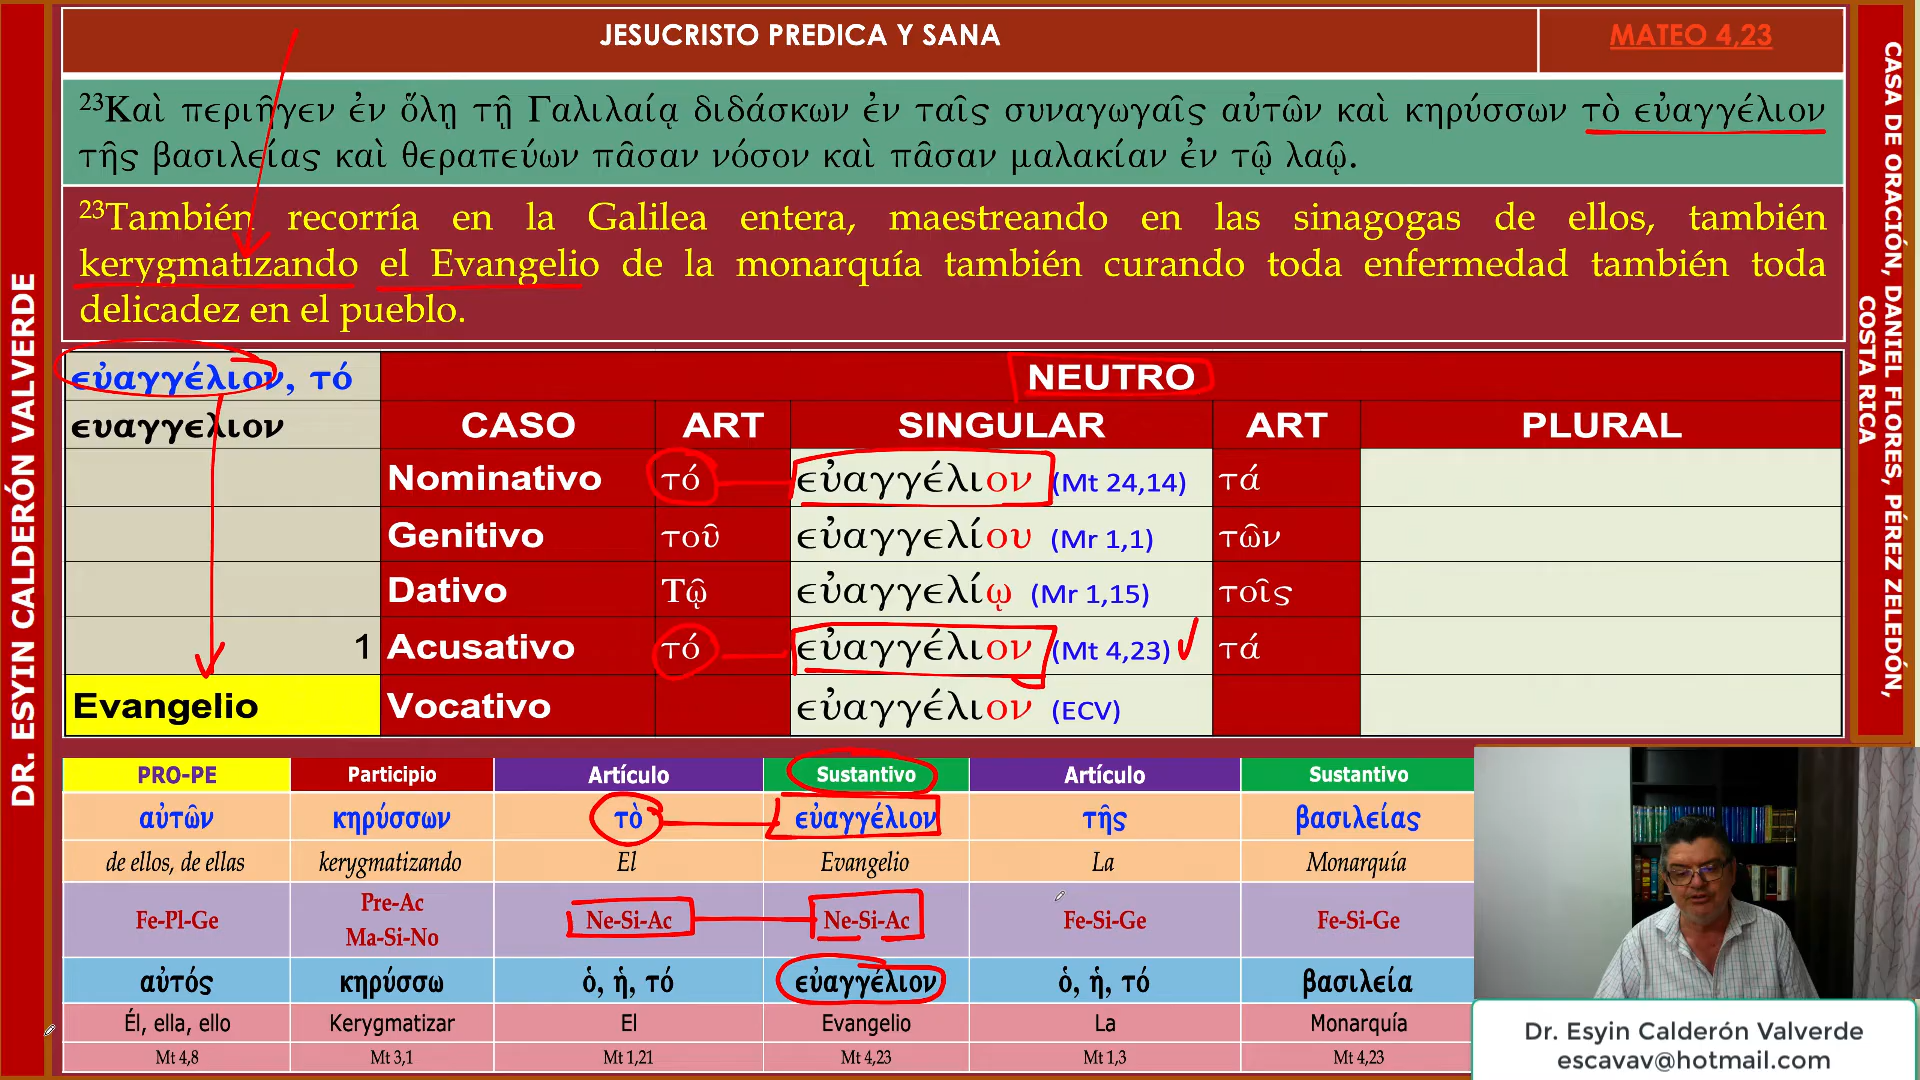 JESUCRISTO PREDICA Y SANA
MATEO 4,23
²³Καὶ περιῆγεν ἐν ὅλῃ τῇ Γαλιλαίᾳ διδάσκων ἐν ταῖς συναγωγαῖς αὐτῶν καὶ κηρύσσων τὸ εὐαγγέλιον
τῆς βασιλείας καὶ θεραπεύων πᾶσαν νόσον καὶ πᾶσαν μαλακίαν ἐν τῷ λαῷ.
²³También recorría en la Galilea entera, maestreando en las sinagogas de ellos, también
kerygmatizando el Evangelio de la monarquía también curando toda enfermedad también toda
delicadez en el pueblo.
εὐαγγέλιον, τό NEUTRO
ευαγγελιον CASO ART SINGULAR ART PLURAL
Nominativo τό εὐαγγέλιον (Mt 24,14) τά
Genitivo τοῦ εὐαγγελίου (Mr 1,1) τῶν
Dativo Τῷ εὐαγγελίῳ (Mr 1,15) τοῖς
1 Acusativo τό εὐαγγέλιον (Mt 4,23) τά
Evangelio Vocativo εὐαγγέλιον (ECV)
PRO-PE Participio Artículo Sustantivo Artículo Sustantivo
αὐτῶν κηρύσσων τὸ εὐαγγέλιον τῆς βασιλείας
de ellos, de ellas kerygmatizando El Evangelio La Monarquía
Fe-Pl-Ge Pre-Ac Ne-Si-Ac Ne-Si-Ac Fe-Si-Ge Fe-Si-Ge
Ma-Si-No
αὐτός κηρύσσω ὁ, ἡ, τό εὐαγγέλιον ὁ, ἡ, τό βασιλεία
Él, ella, ello Kerygmatizar El Evangelio La Monarquía
Mt 4,8 Mt 3,1 Mt 1,21 Mt 4,23 Mt 1,3 Mt 4,23
DR. ESYIN CALDERÓN VALVERDE
CASA DE ORACIÓN, DANIEL FLORES, PÉREZ ZELEDÓN,
COSTA RICA
Dr. Esyin Calderón Valverde
escavav@hotmail.com